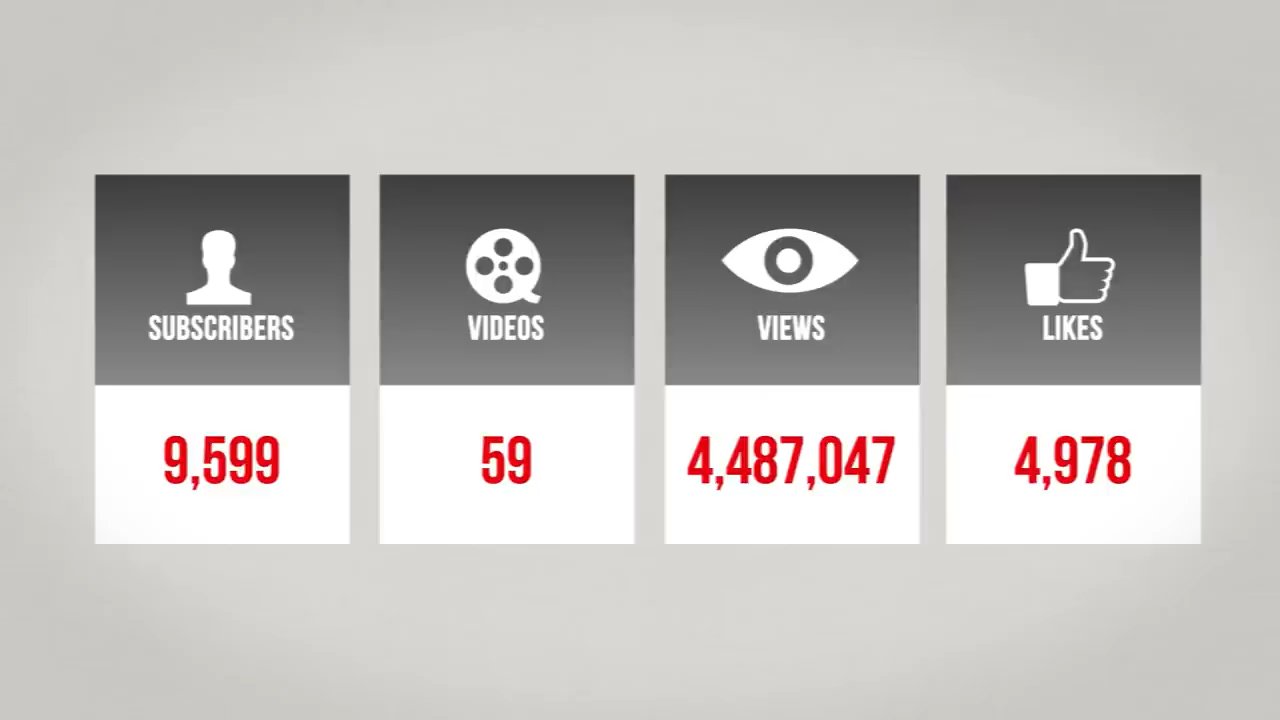 SUBSCRIBERS
9,599
VIDEOS
59
VIEWS
4,487,047
LIKES
4,978